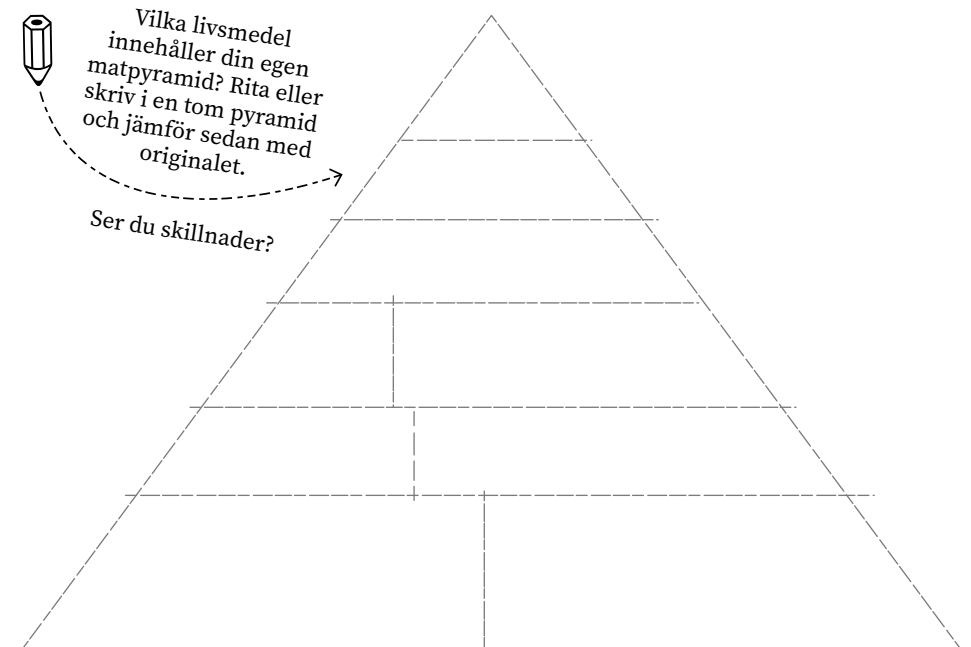 Vilka livsmedel
innehåller din egen
matpyramid? Rita eller
skriv i en tom pyramid
och jämför sedan med
originalet.
Ser du skillnader?